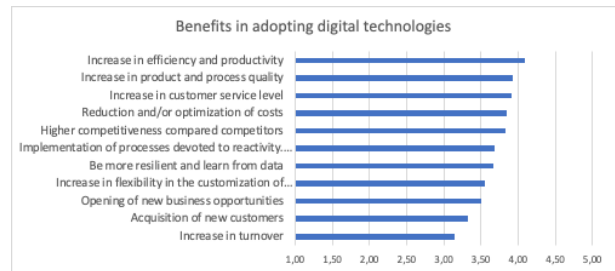 Benefits in adopting digital technologies
Increase in efficiency and productivity
Increase in product and process quality
Increase in customer service level
Reduction and/or optimization of costs
Higher competitiveness compared competitors
Implementation of processes devoted to reactivity....
Be more resilient and learn from data
Increase in flexibility in the customization of...
Opening of new business opportunities
Acquisition of new customers
Increase in turnover
1,00 1,50 2,00 2,50 3,00 3,50 4,00 4,50 5,00